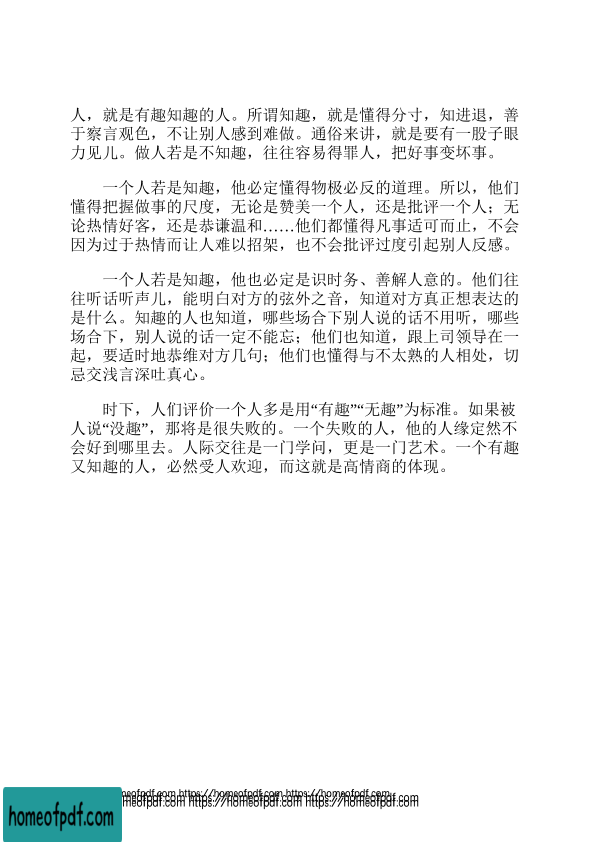 人，就是有趣知趣的人。所谓知趣，就是懂得分寸，知进退，善
于察言观色，不让别人感到难做。通俗来讲，就是要有一股子眼
力见儿。做人若是不知趣，往往容易得罪人，把好事变坏事。
一个人若是知趣，他必定懂得物极必反的道理。所以，他们
懂得把握做事的尺度，无论是赞美一个人，还是批评一个人；无
论热情好客，还是恭谦温和……他们都懂得凡事适可而止，不会
因为过于热情而让人难以招架，也不会批评过度引起别人反感。
一个人若是知趣，他也必定是识时务、善解人意的。他们往
往听话听声儿，能明白对方的弦外之音，知道对方真正想表达的
是什么。知趣的人也知道，哪些场合下别人说的话不用听，哪些
场合下，别人说的话一定不能忘；他们也知道，跟上司领导在一
起，要适时地恭维对方几句；他们也懂得与不太熟的人相处，切
忌交浅言深吐真心。
时下，人们评价一个人多是用“有趣”“无趣”为标准。如果被
人说“没趣”，那将是很失败的。一个失败的人，他的人缘定然不
会好到哪里去。人际交往是一门学问，更是一门艺术。一个有趣
又知趣的人，必然受人欢迎，而这就是高情商的体现。
meofpdf.com https://homeofpdf.com https://homeofpdf.com
meofpdf.com https://homeofpdf.com https://homeofpdf.com
homeofpdf.com